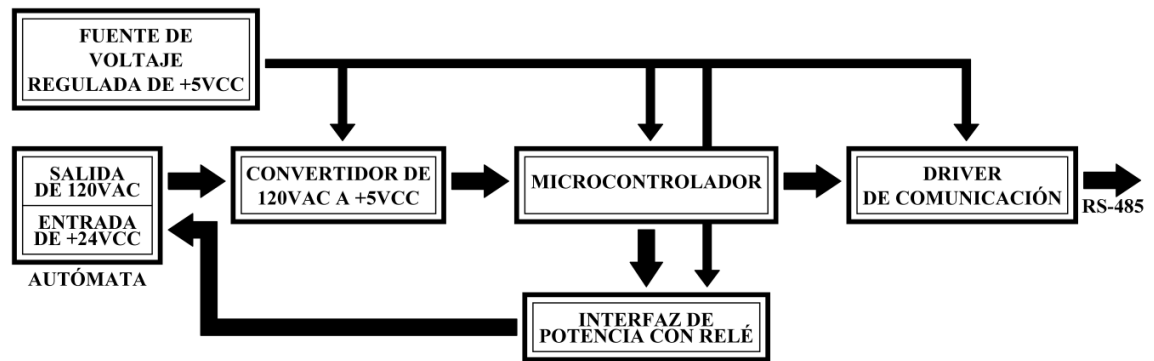 FUENTE DE
VOLTAJE
REGULADA DE +5VCC
SALIDA
DE 120VAC
ENTRADA
DE +24VCC
AUTÓMATA
CONVERTIDOR DE
120VAC A +5VCC
MICROCONTROLADOR
DRIVER
DE COMUNICACIÓN
RS-485
INTERFAZ DE
POTENCIA CON RELÉ